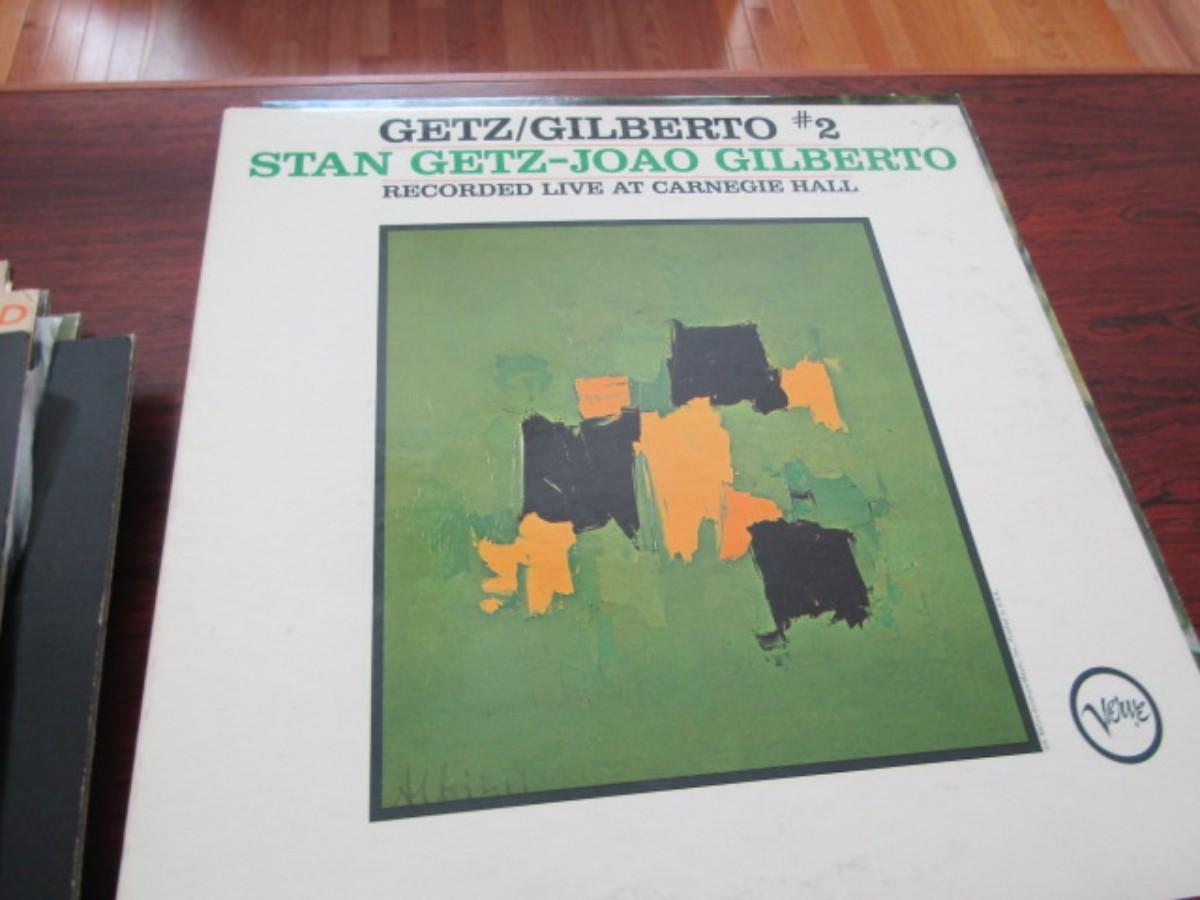 GETZ/GILBERTO #2
STAN GETZ-JOAO GILBERTO
RECORDED LIVE AT CARNEGIE HALL
D
VERVE